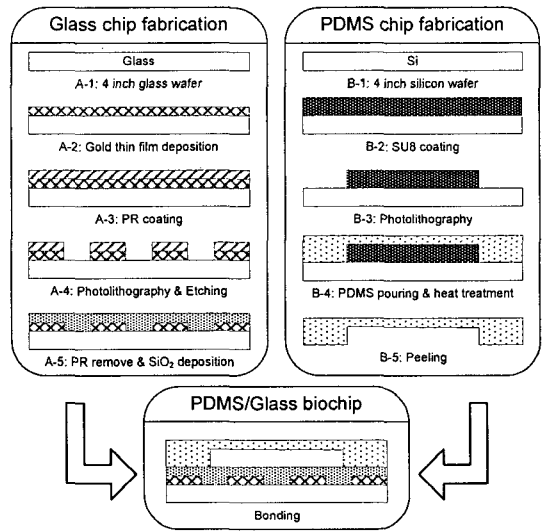 Glass chip fabrication
Glass
A-1: 4 inch glass wafer
A-2: Gold thin film deposition
A-3: PR coating
A-4: Photolithography & Etching
A-5: PR remove & SiO₂ deposition
PDMS chip fabrication
Si
B-1: 4 inch silicon wafer
B-2: SU8 coating
B-3: Photolithography
B-4: PDMS pouring & heat treatment
B-5: Peeling
PDMS/Glass biochip
Bonding